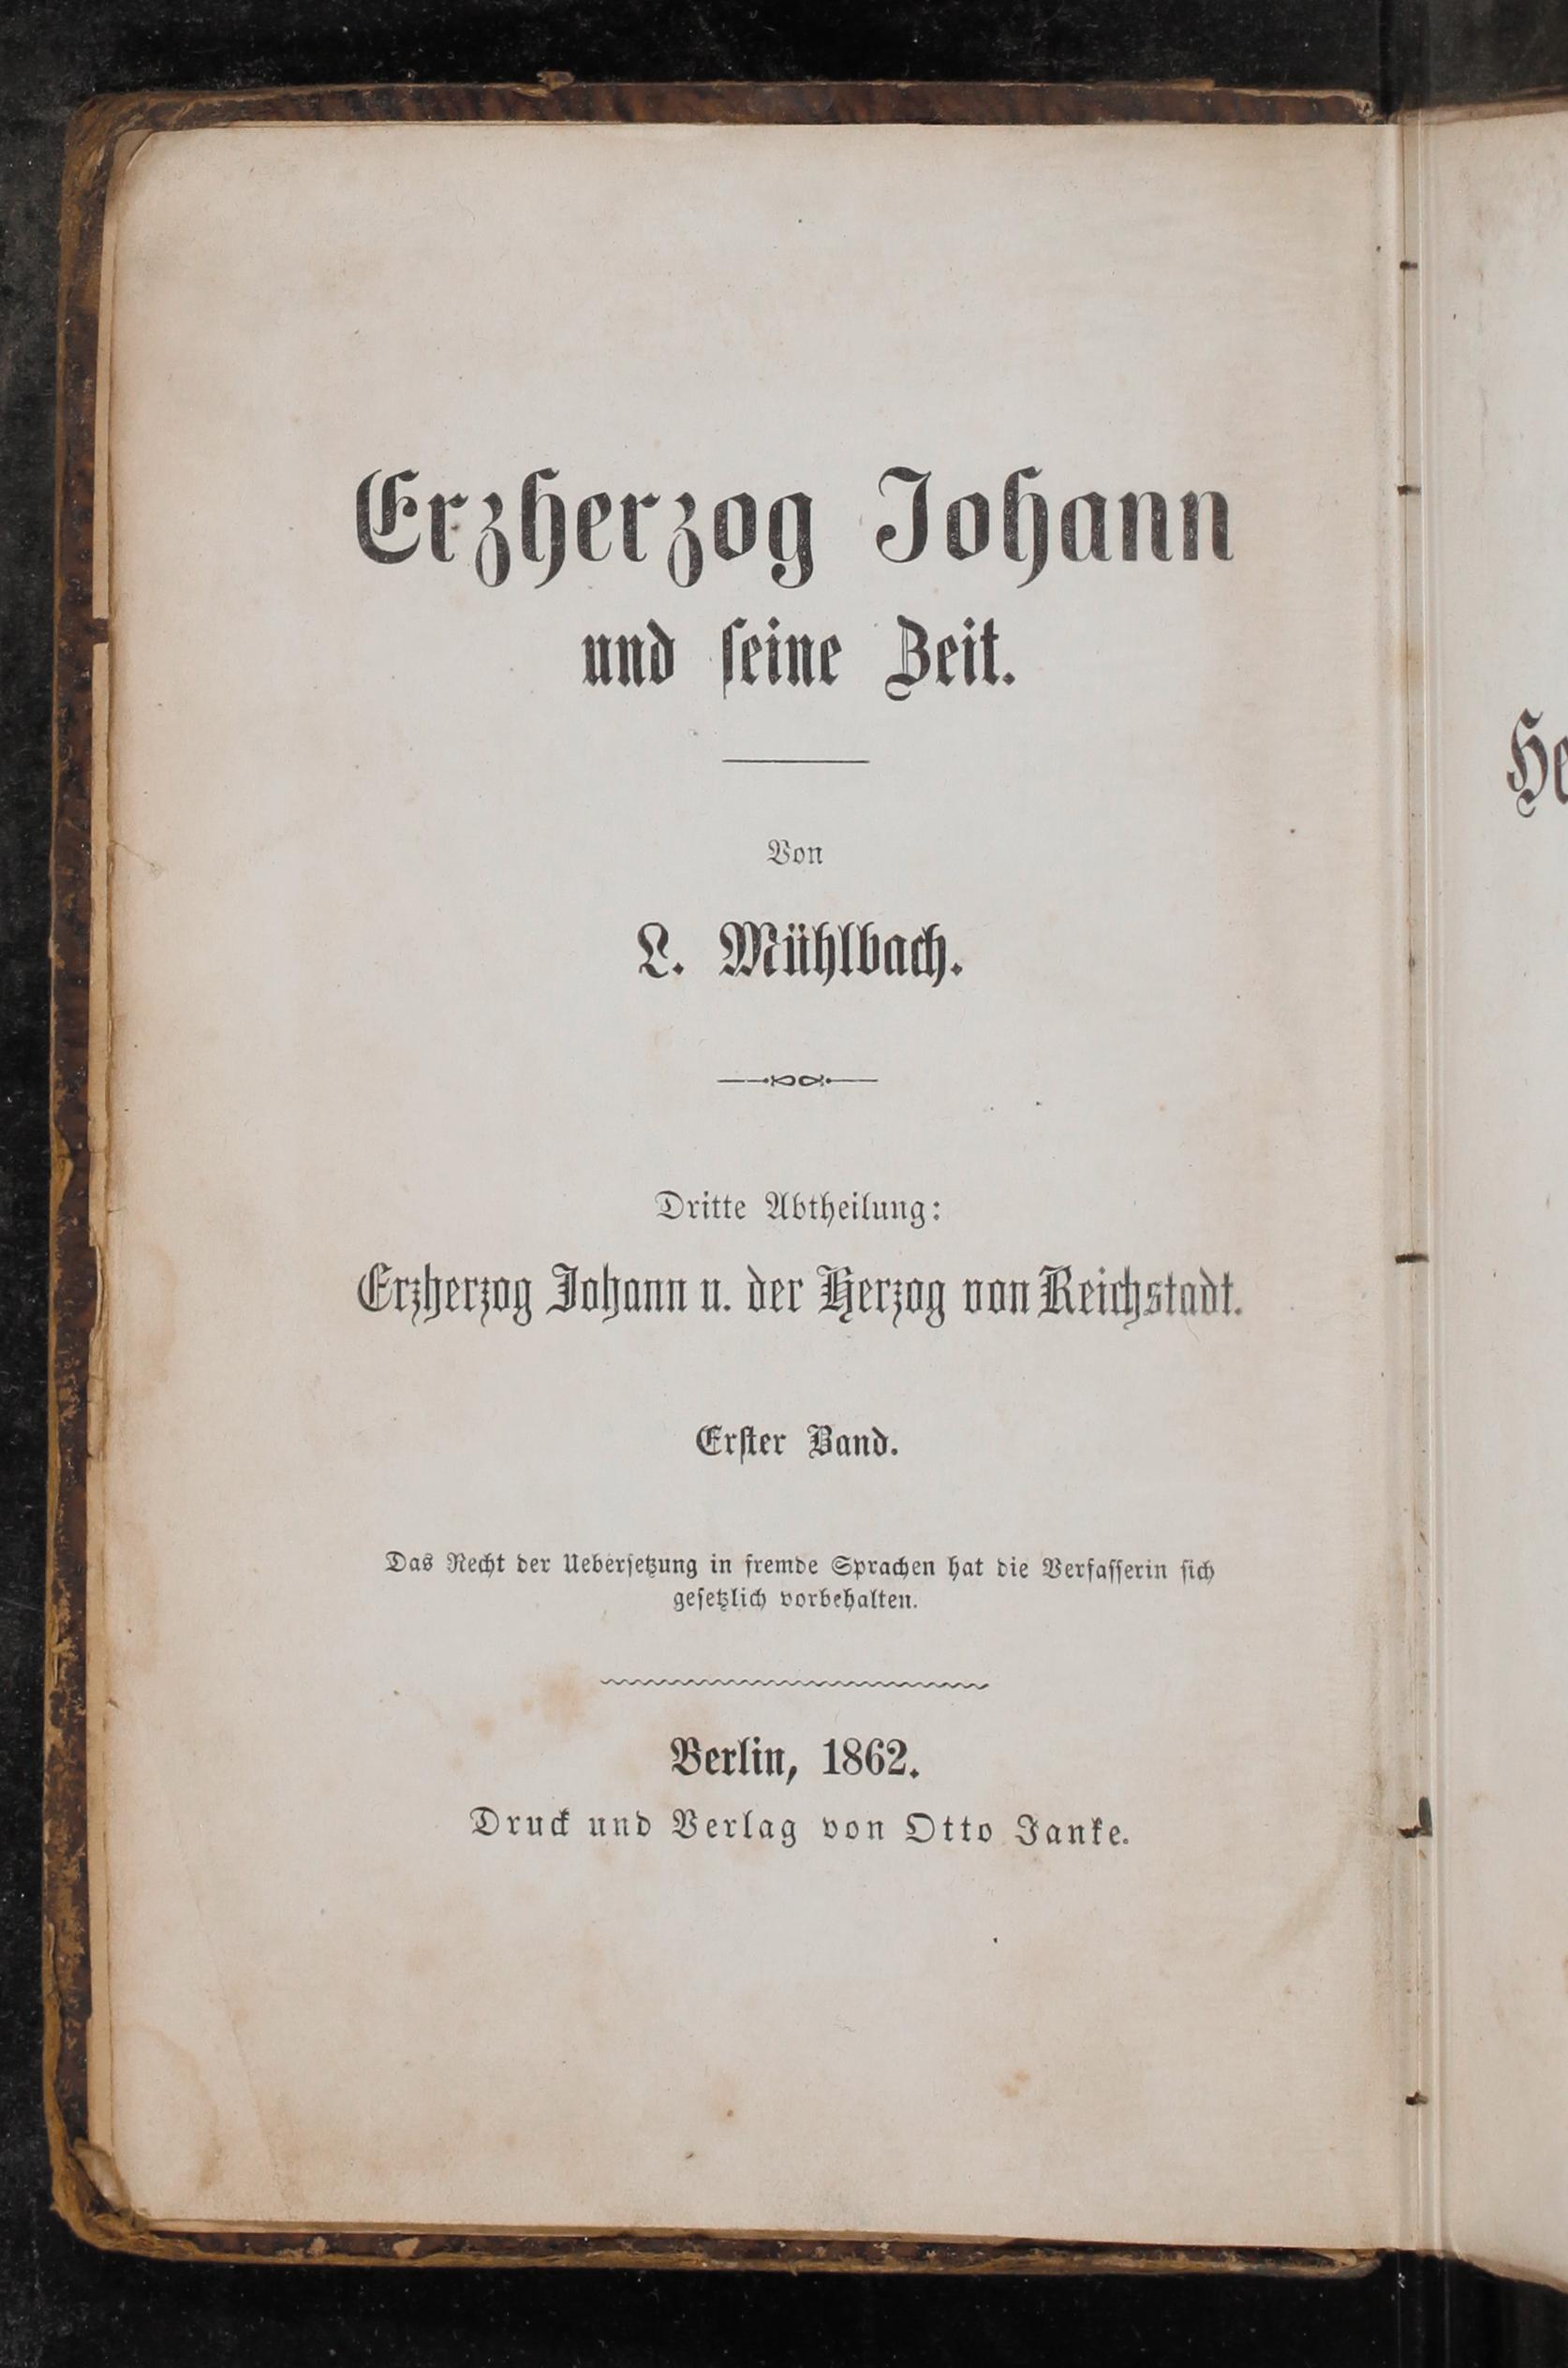 Erzherzog Johann
und seine Zeit.
Von
L. Mühlbach.
Dritte Abtheilung:
Erzherzog Johann u. der Herzog von Reichstadt.
Erster Band.
Das Recht der Uebersetzung in fremde Sprachen hat die Verfasserin sich
gesetzlich vorbehalten.
Berlin, 1862.
Druck und Verlag von Otto Janke.